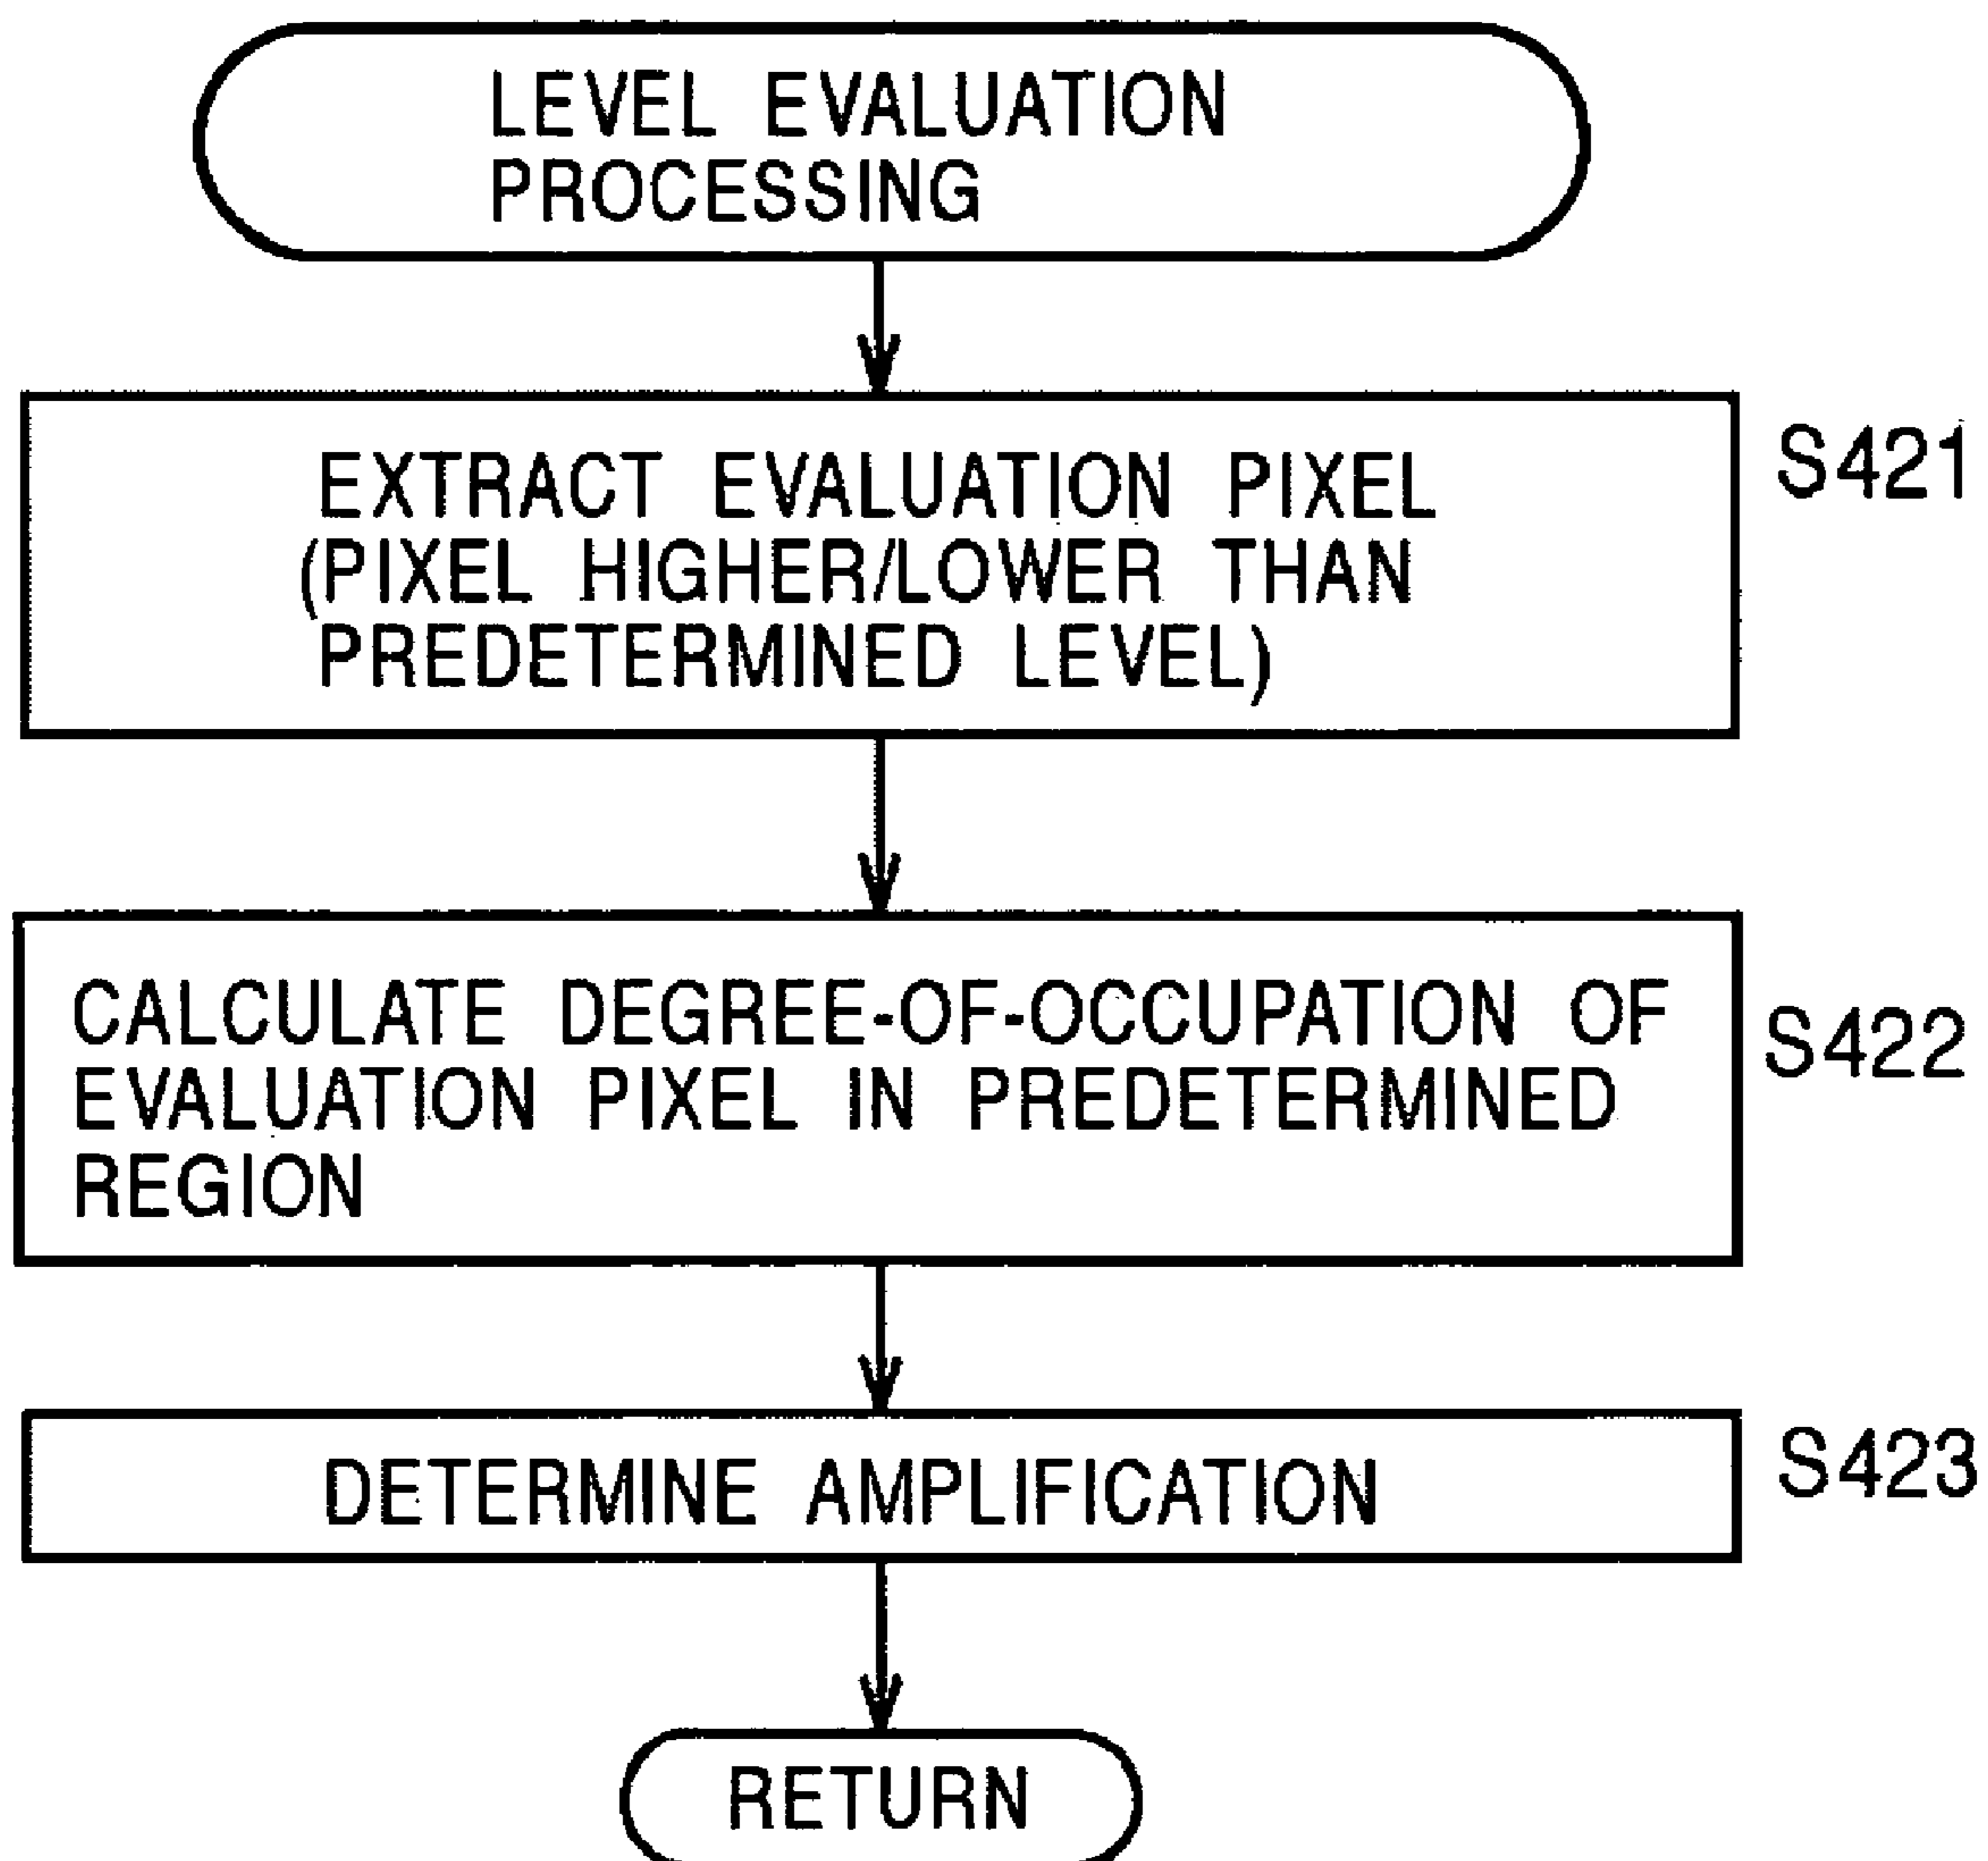 LEVEL EVALUATION
PROCESSING
EXTRACT EVALUATION PIXEL
(PIXEL HIGHER/LOWER THAN
PREDETERMINED LEVEL)
S421
CALCULATE DEGREE-OF-OCCUPATION OF
EVALUATION PIXEL IN PREDETERMINED
REGION
S422
DETERMINE AMPLIFICATION
S423
RETURN